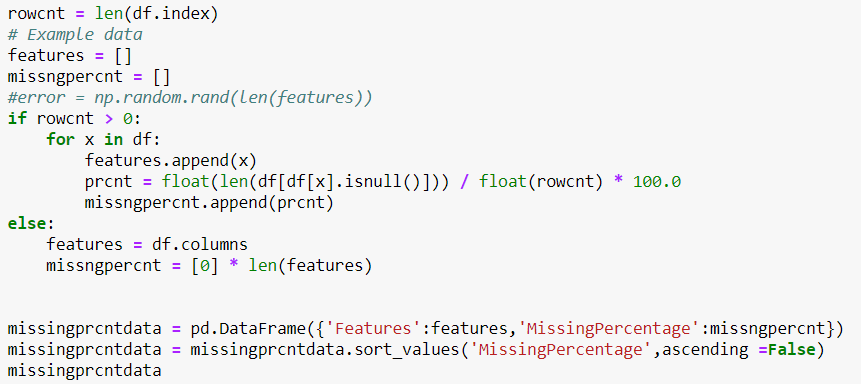 rowcnt = len(df.index)
# Example data
features = []
missngpercnt = []
#error = np.random.rand(len(features))
if rowcnt > 0:
    for x in df:
        features.append(x)
        prcnt = float(len(df[df[x].isnull()])) / float(rowcnt) * 100.0
        missngpercnt.append(prcnt)
else:
    features = df.columns
    missngpercnt = [0] * len(features)
missingprcntdata = pd.DataFrame({'Features':features,'MissingPercentage':missngpercnt})
missingprcntdata = missingprcntdata.sort_values('MissingPercentage',ascending =False)
missingprcntdata